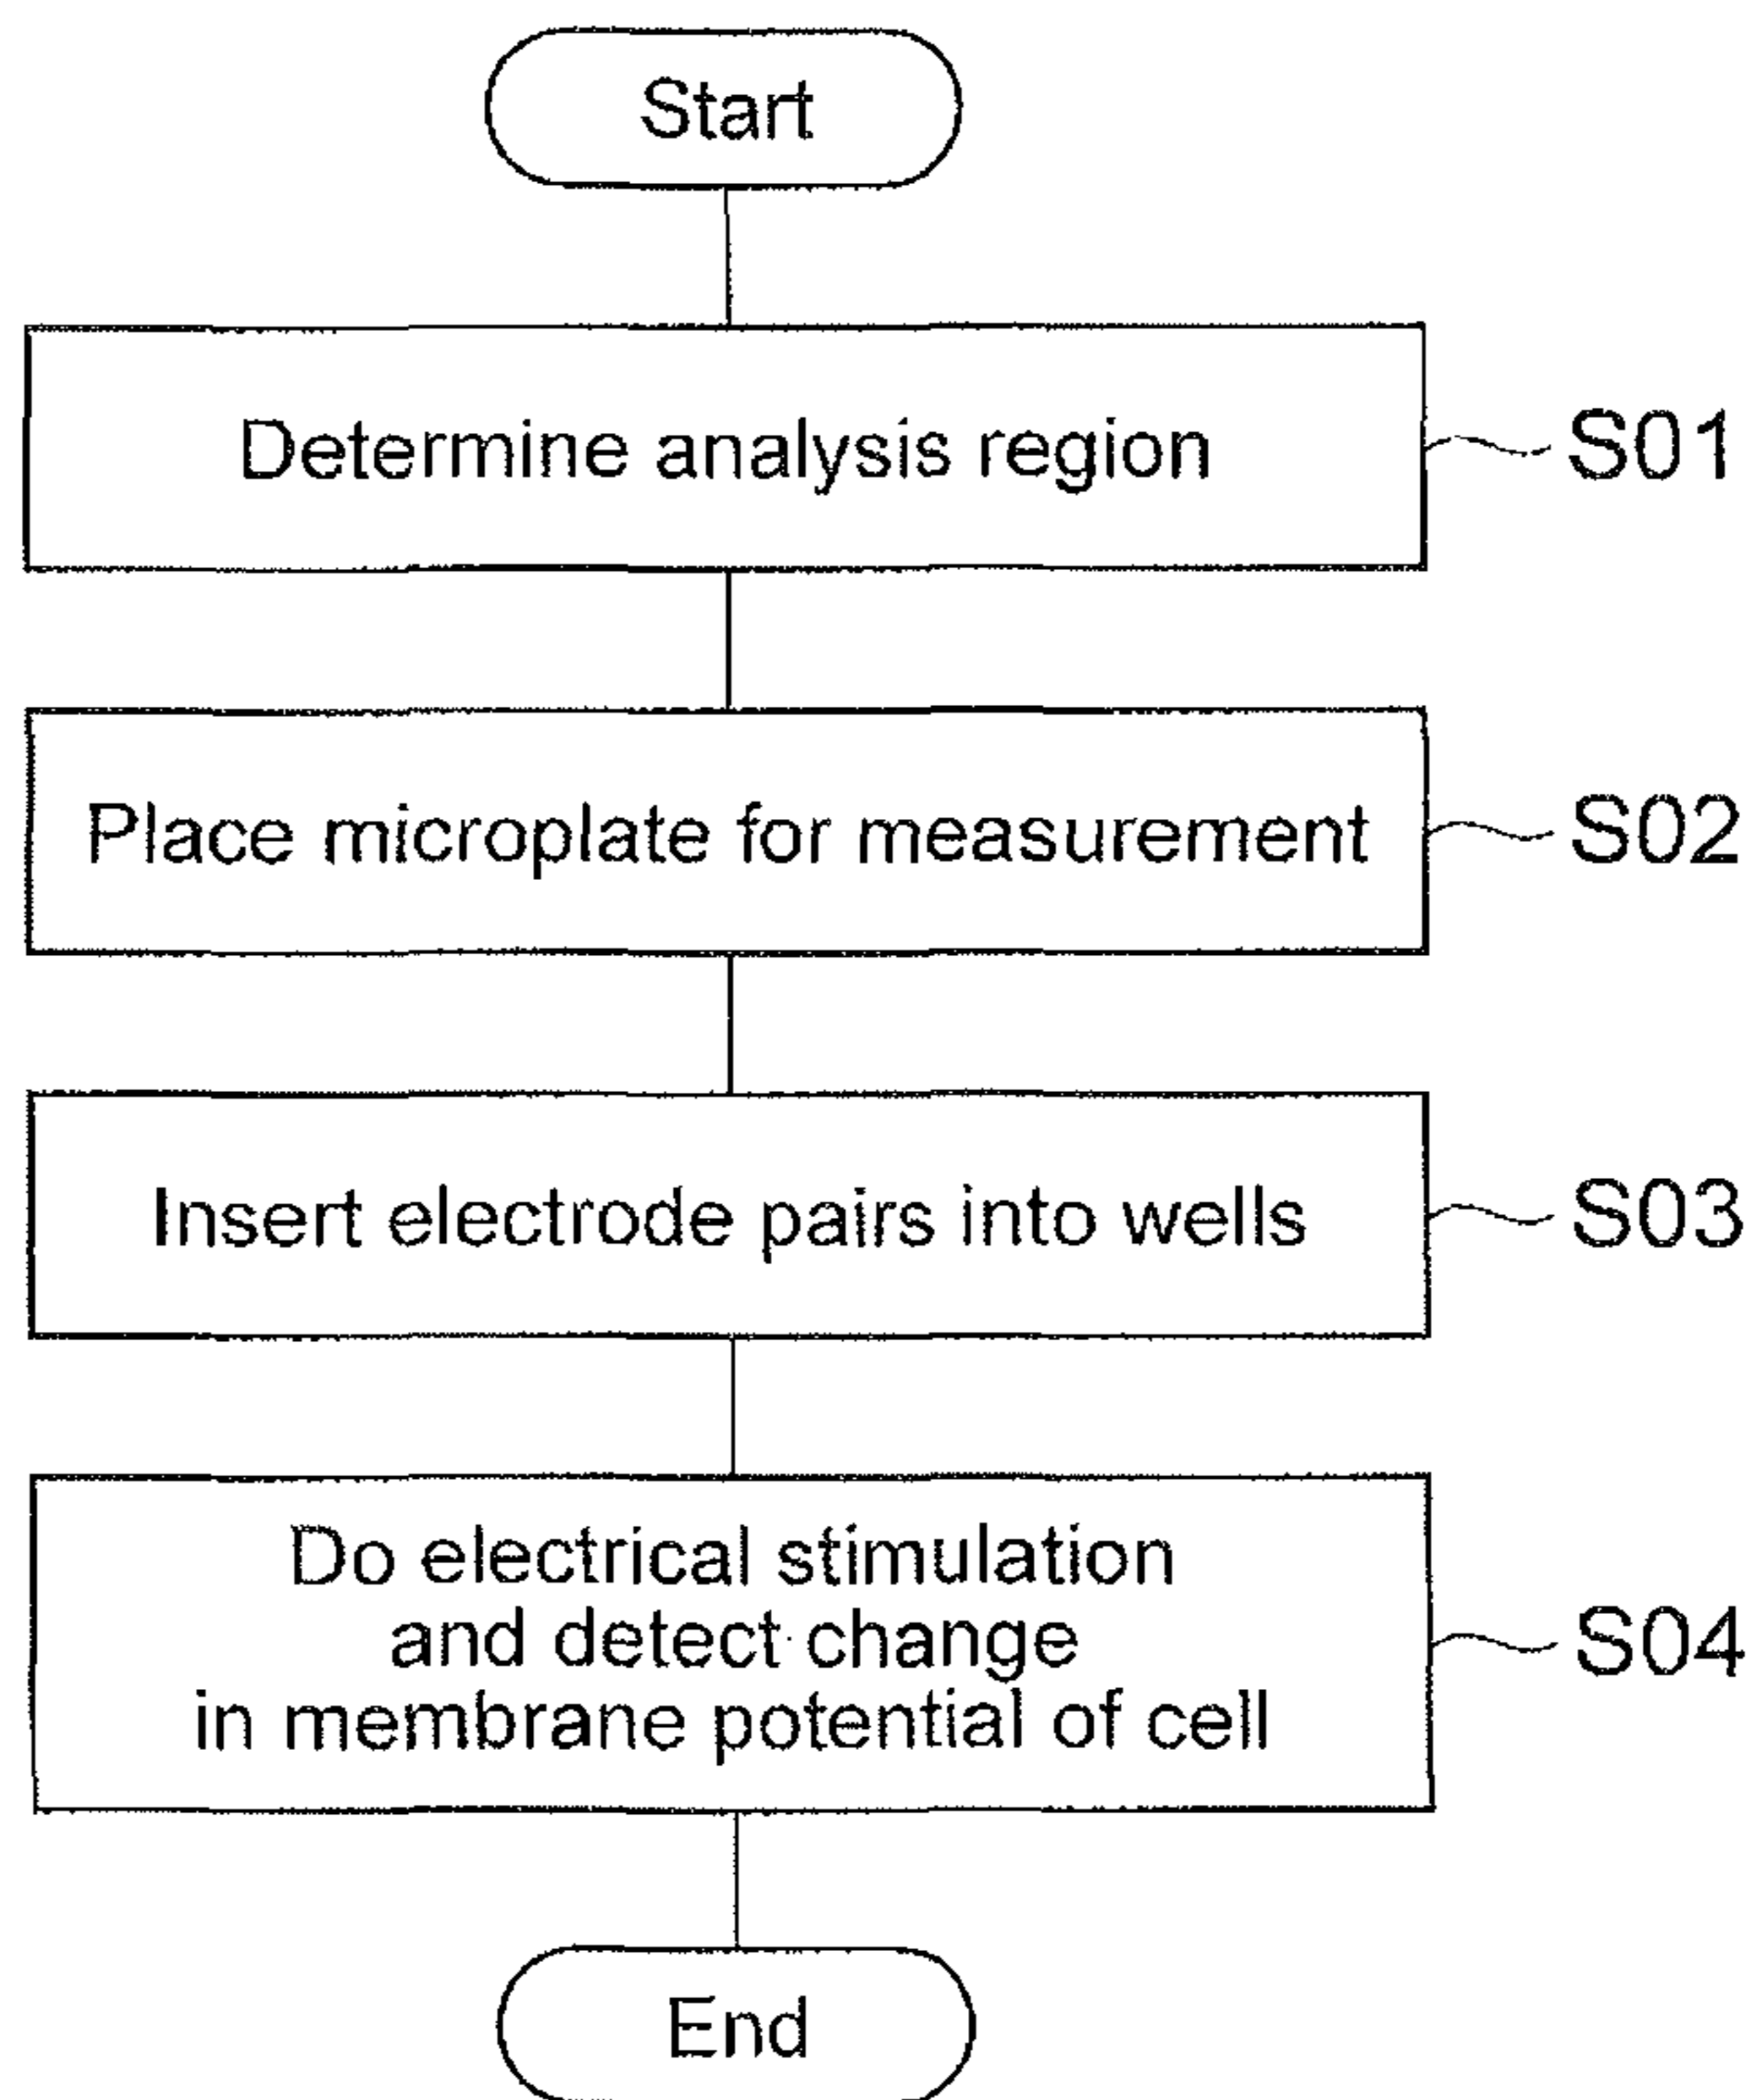 Start
Determine analysis region
S01
Place microplate for measurement
S02
Insert electrode pairs into wells
S03
Do electrical stimulation
and detect change
in membrane potential of cell
S04
End